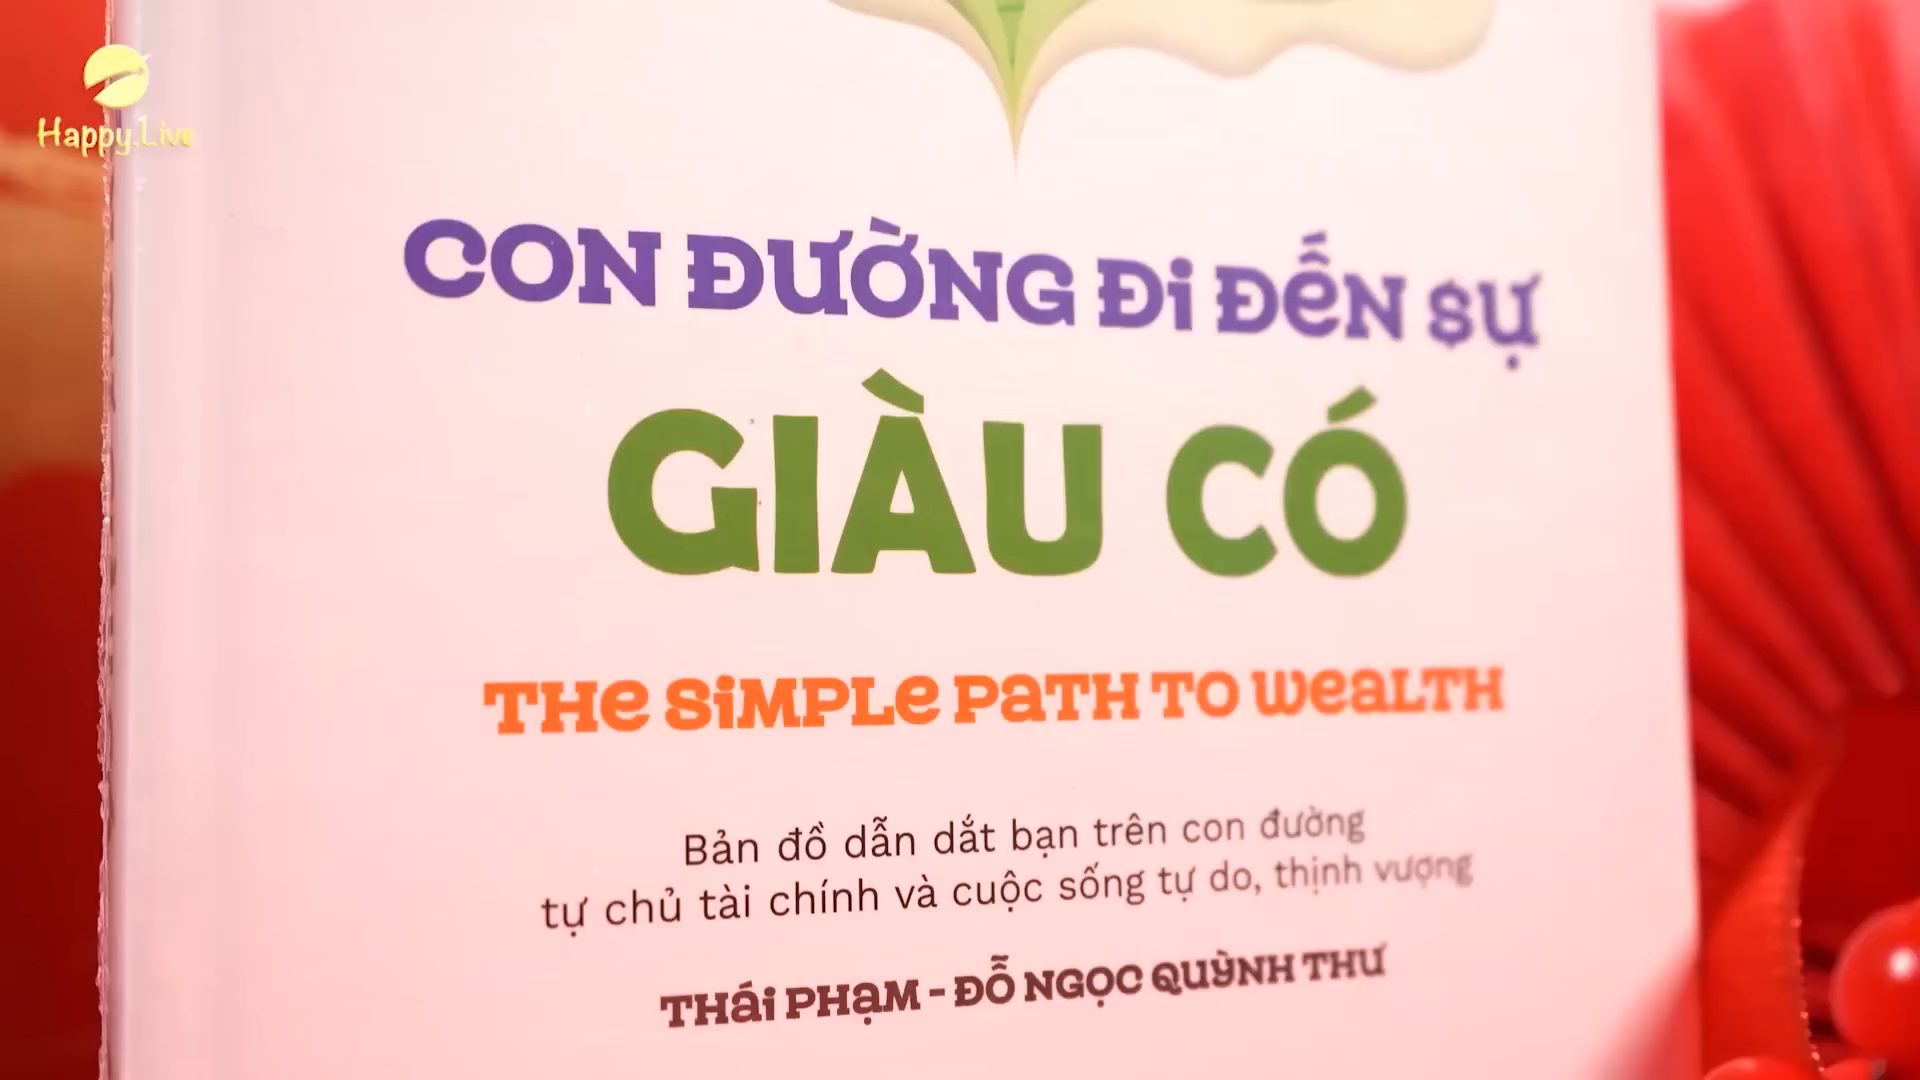 Happy.Live
CON ĐƯỜNG Đi ĐẾN SỰ
GIÀU CÓ
THE SiMPLE PATH TO WEALTH
Bản đồ dẫn dắt bạn trên con đường
tự chủ tài chính và cuộc sống tự do, thịnh vượng
THÁi PHẠM - ĐỖ NGỌC QUỲNH THƯ